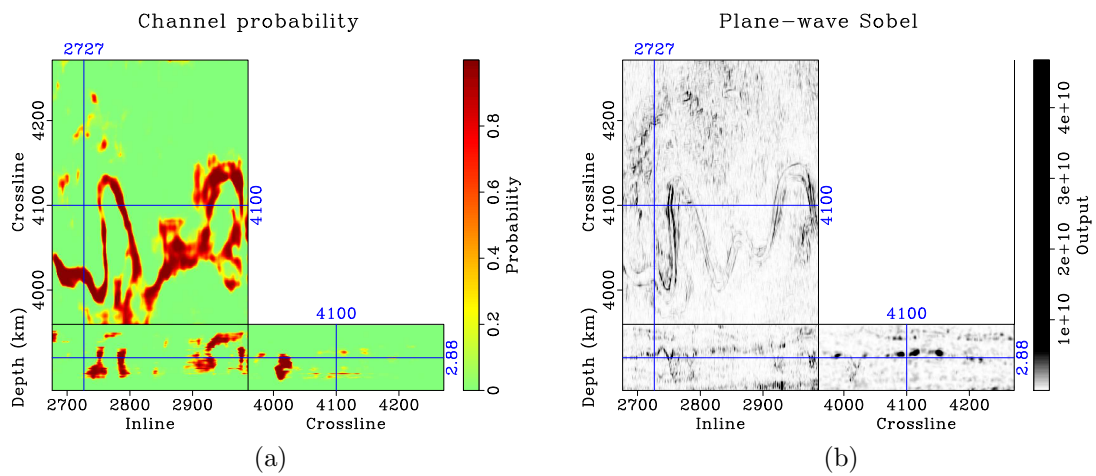 Channel probability
2727
Crossline
4200
4100
4000
4100
Probability
0.8
0.6
0.4
0.2
0
4100
Depth (km)
2.88
2700 2800 2900 4000 4100 4200
Inline Crossline
(a)
Plane−wave Sobel
2727
Crossline
4200
4100
4000
4100
Output
4e+10
3e+10
2e+10
1e+10
4100
Depth (km)
2.88
2700 2800 2900 4000 4100 4200
Inline Crossline
(b)